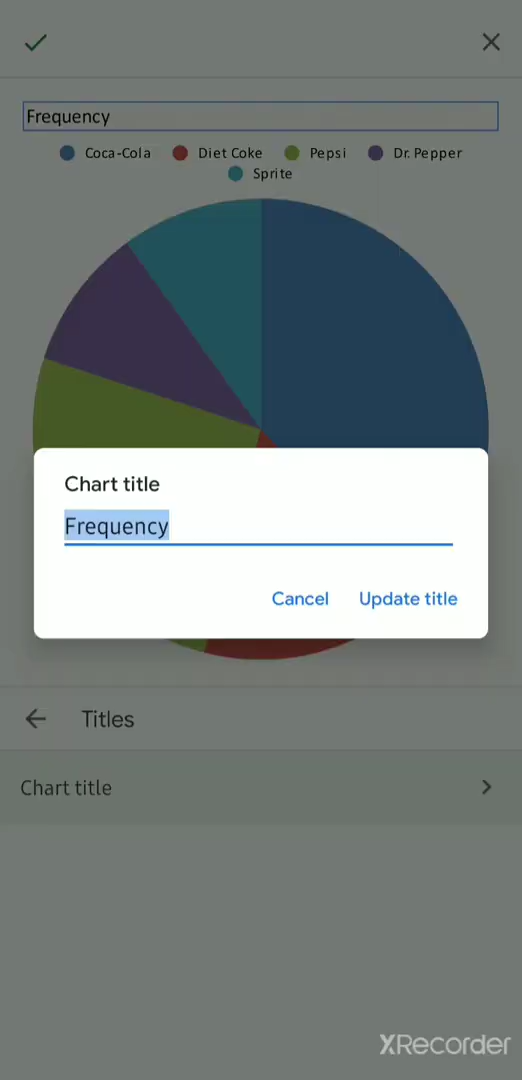 Frequency
Coca-Cola Diet Coke Pepsi Dr. Pepper
Sprite
Chart title
Frequency
Cancel Update title
Titles
Chart title
XRecorder